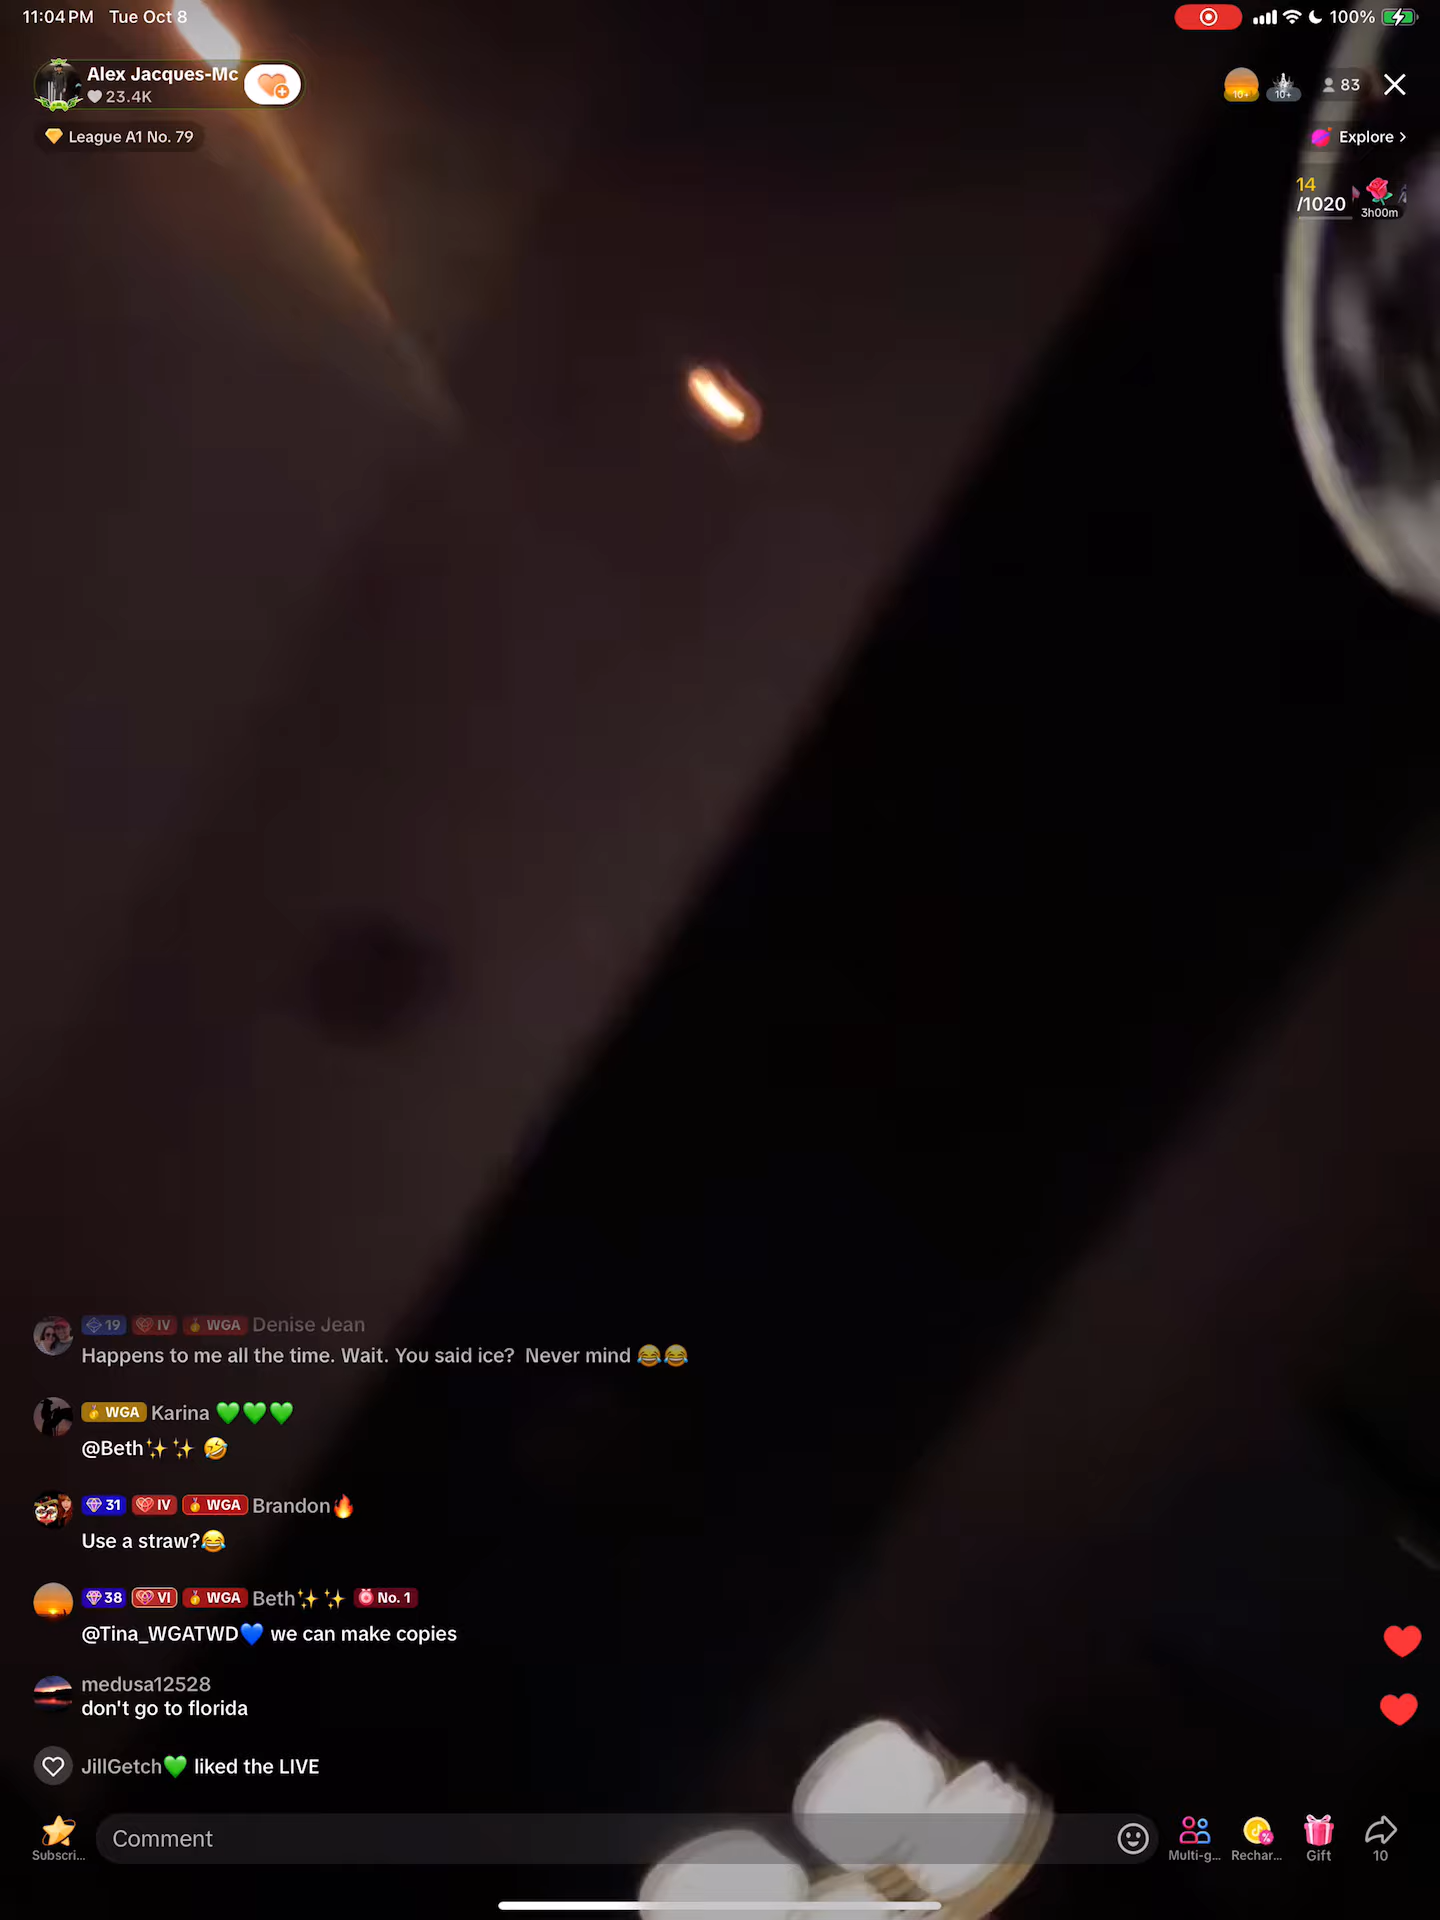 11:04 PM Tue Oct 8
100%
Alex Jacques-Mc
23.4K
10+
10+
83
League A1 No. 79
Explore >
14
/1020
3h00m
19 IV WGA Denise Jean
Happens to me all the time. Wait. You said ice? Never mind 😂😂
WGA Karina 💚💚💚
@Beth✨✨ 🤣
31 IV WGA Brandon🔥
Use a straw?😂
38 VI WGA Beth✨✨ No. 1
@Tina_WGATWD💙 we can make copies
medusa12528
don't go to florida
JillGetch💚 liked the LIVE
Comment
Subscri...
Multi-g...
Rechar...
Gift
10